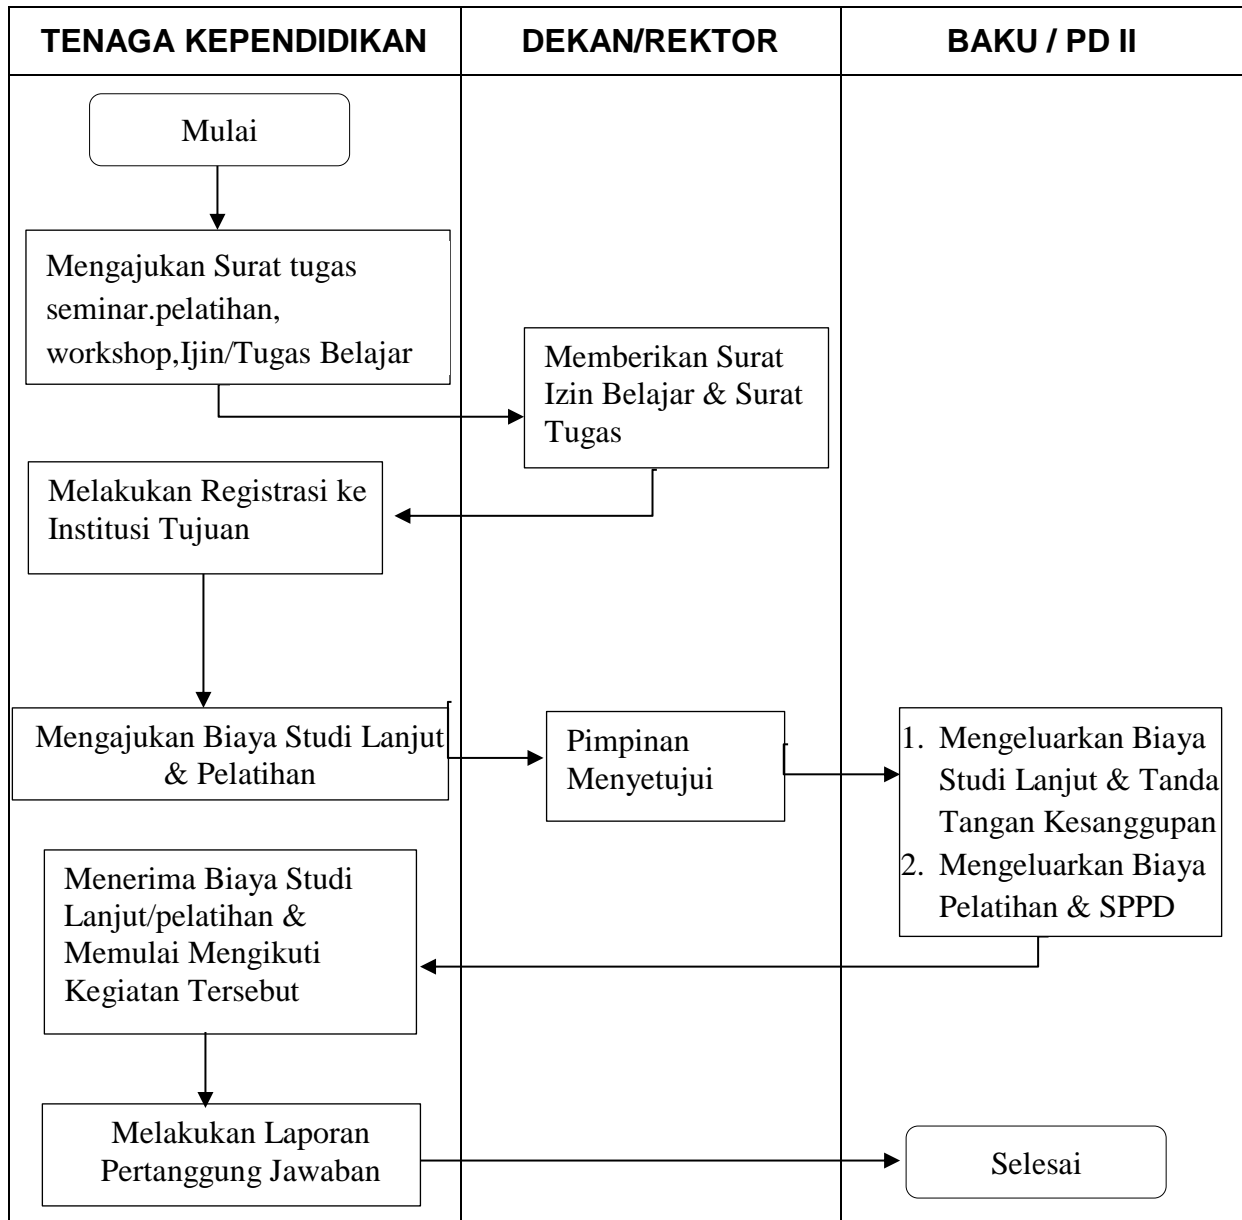 TENAGA KEPENDIDIKAN
DEKAN/REKTOR
BAKU / PD II
Mulai
Mengajukan Surat tugas
seminar.pelatihan,
workshop,Ijin/Tugas Belajar
Memberikan Surat
Izin Belajar & Surat
Tugas
Melakukan Registrasi ke
Institusi Tujuan
Mengajukan Biaya Studi Lanjut
& Pelatihan
Pimpinan
Menyetujui
1. Mengeluarkan Biaya
Studi Lanjut & Tanda
Tangan Kesanggupan
2. Mengeluarkan Biaya
Pelatihan & SPPD
Menerima Biaya Studi
Lanjut/pelatihan &
Memulai Mengikuti
Kegiatan Tersebut
Melakukan Laporan
Pertanggung Jawaban
Selesai